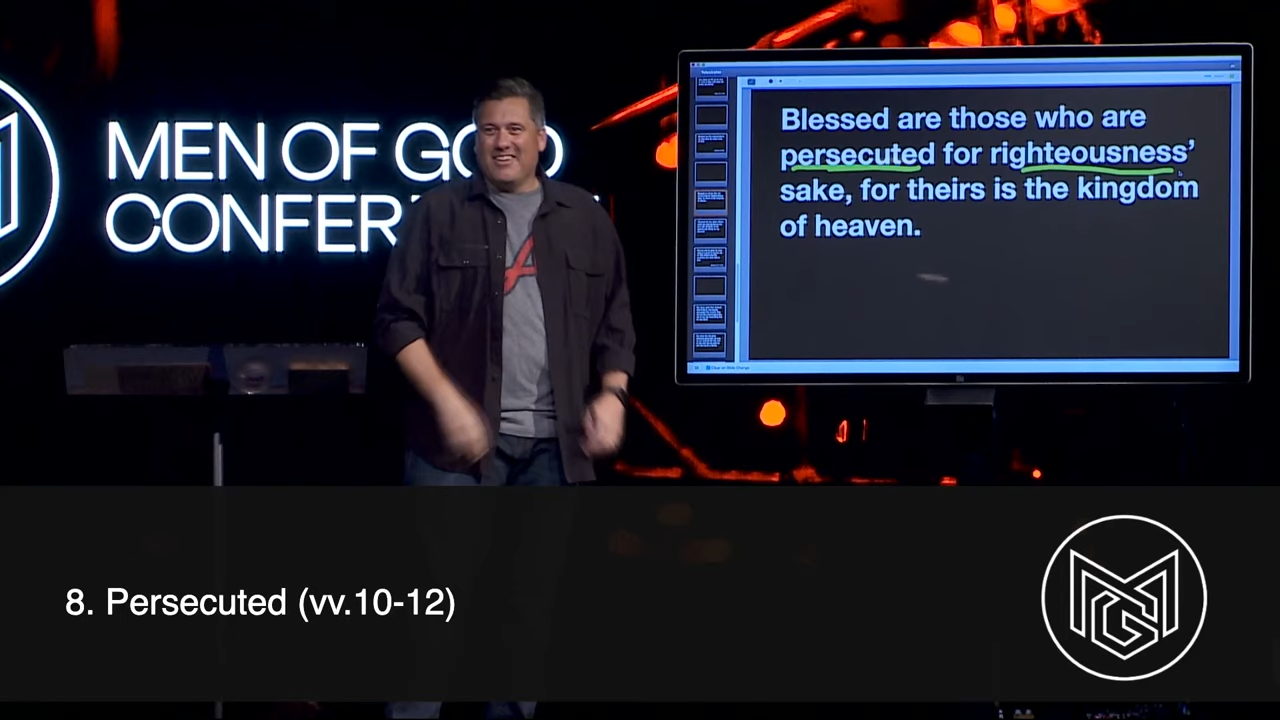 MEN OF GOD
CONFER
Blessed are those who are
persecuted for righteousness’
sake, for theirs is the kingdom
of heaven.
8. Persecuted (vv.10-12)